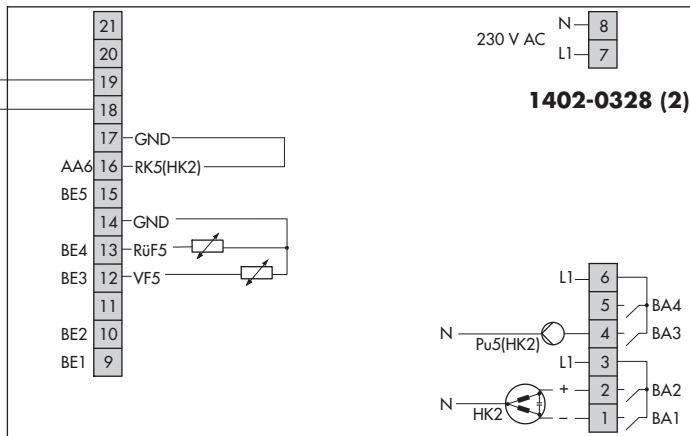 21
20
19
18
17 GND
AA6 16 RK5(HK2)
BE5 15
14 GND
BE4 13 RüF5
BE3 12 VF5
11
BE2 10
BE1 9
230 V AC
N 8
L1 7
1402-0328 (2)
L1 6
5 BA4
N Pu5(HK2) 4 BA3
L1 3
+ 2 BA2
N HK2 – 1 BA1